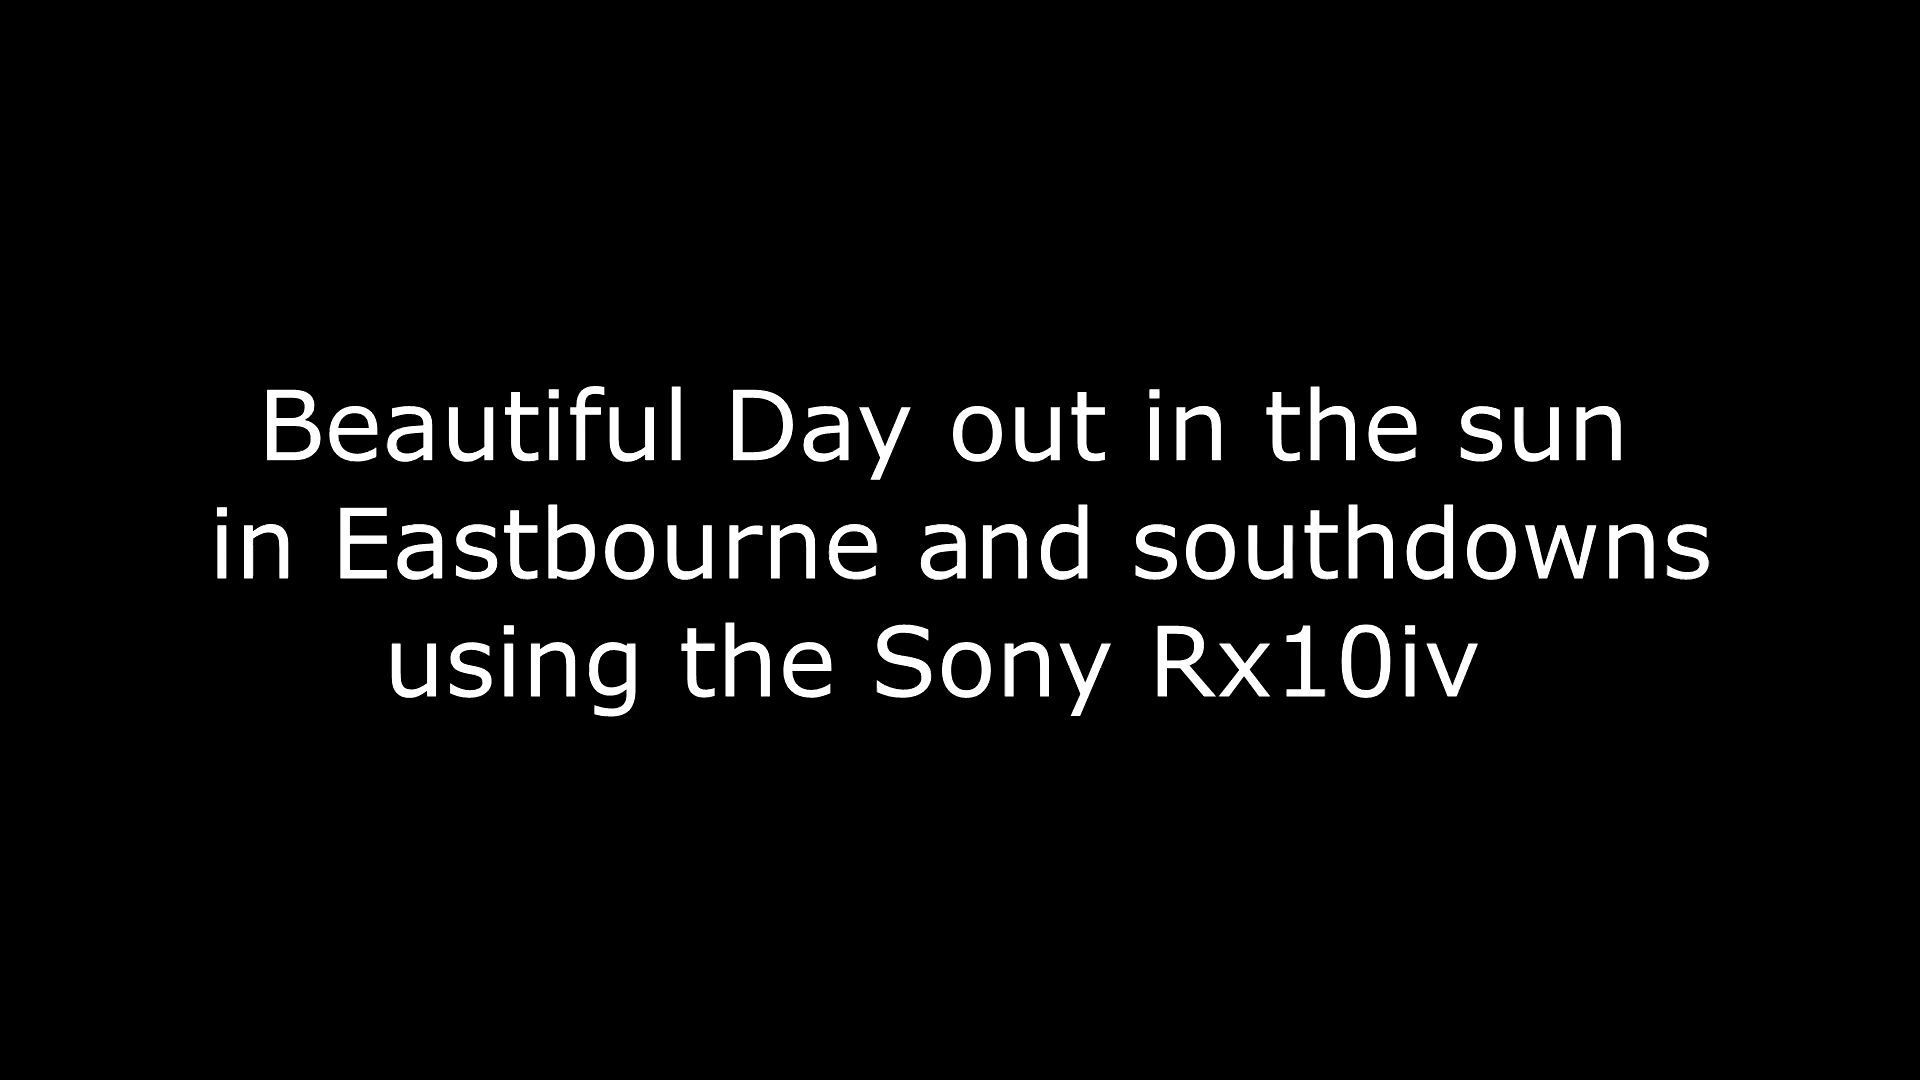 Beautiful Day out in the sun
in Eastbourne and southdowns
using the Sony Rx10iv